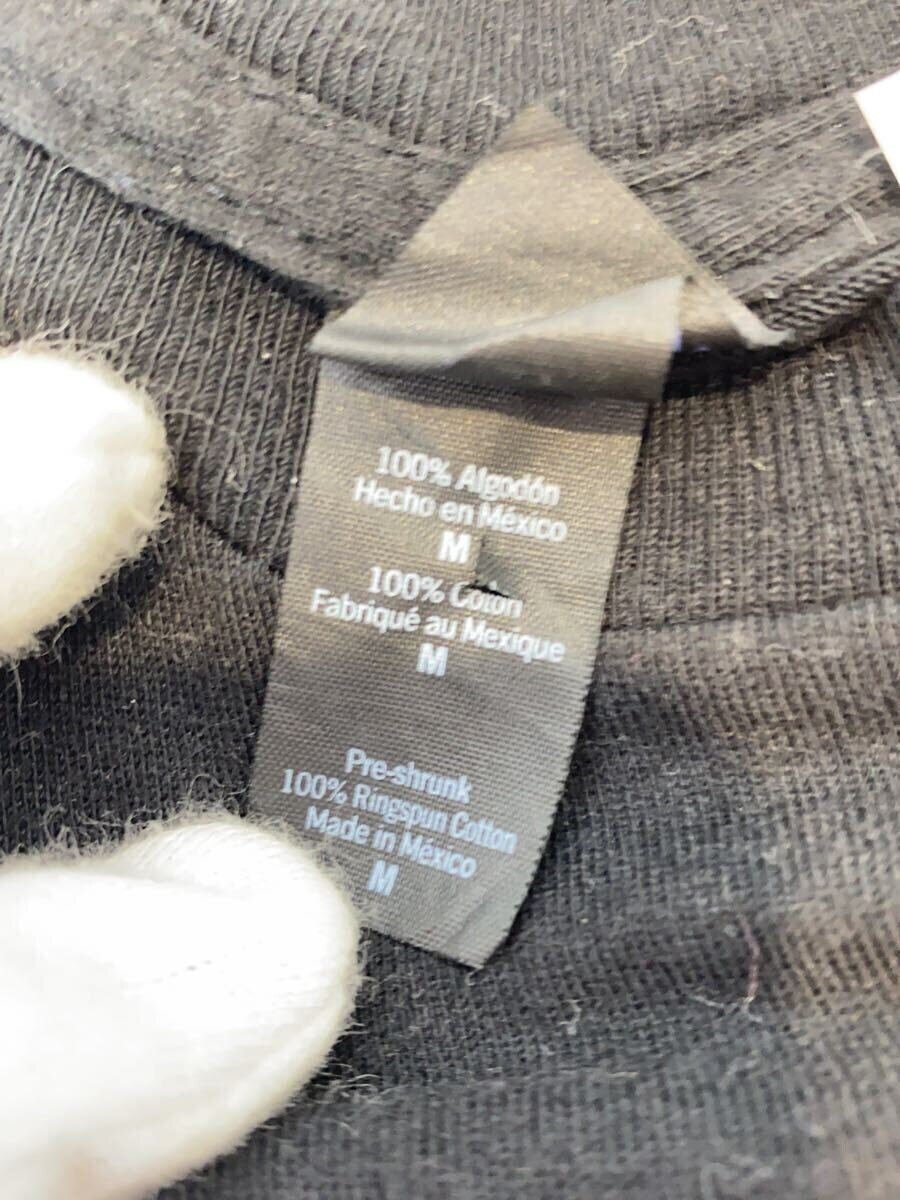 100% Algodón
Hecho en México
M
100% Coton
Fabriqué au Mexique
M
Pre-shrunk
100% Ringspun Cotton
Made in México
M